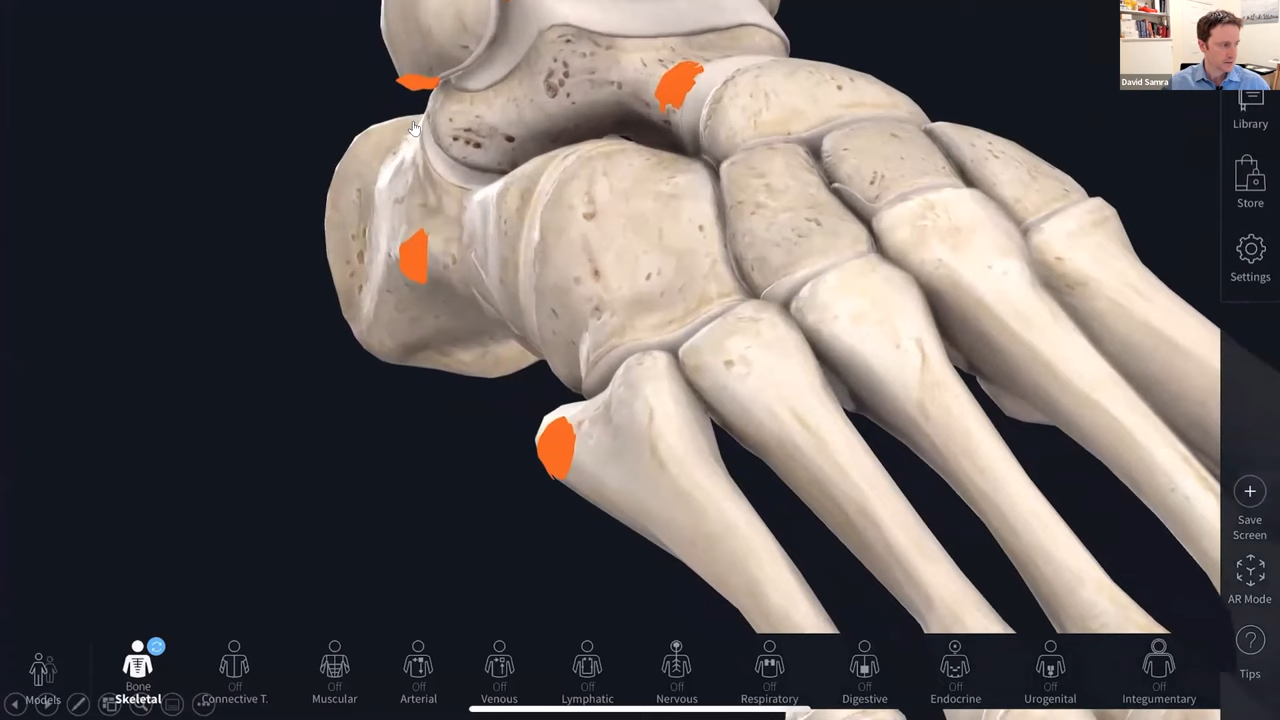 David Samra
Library
Store
Settings
Save
Screen
AR Mode
Tips
Models
Bone
Skeletal
Off
Connective T.
Off
Muscular
Off
Arterial
Off
Venous
Off
Lymphatic
Off
Nervous
Off
Respiratory
Off
Digestive
Off
Endocrine
Off
Urogenital
Off
Integumentary